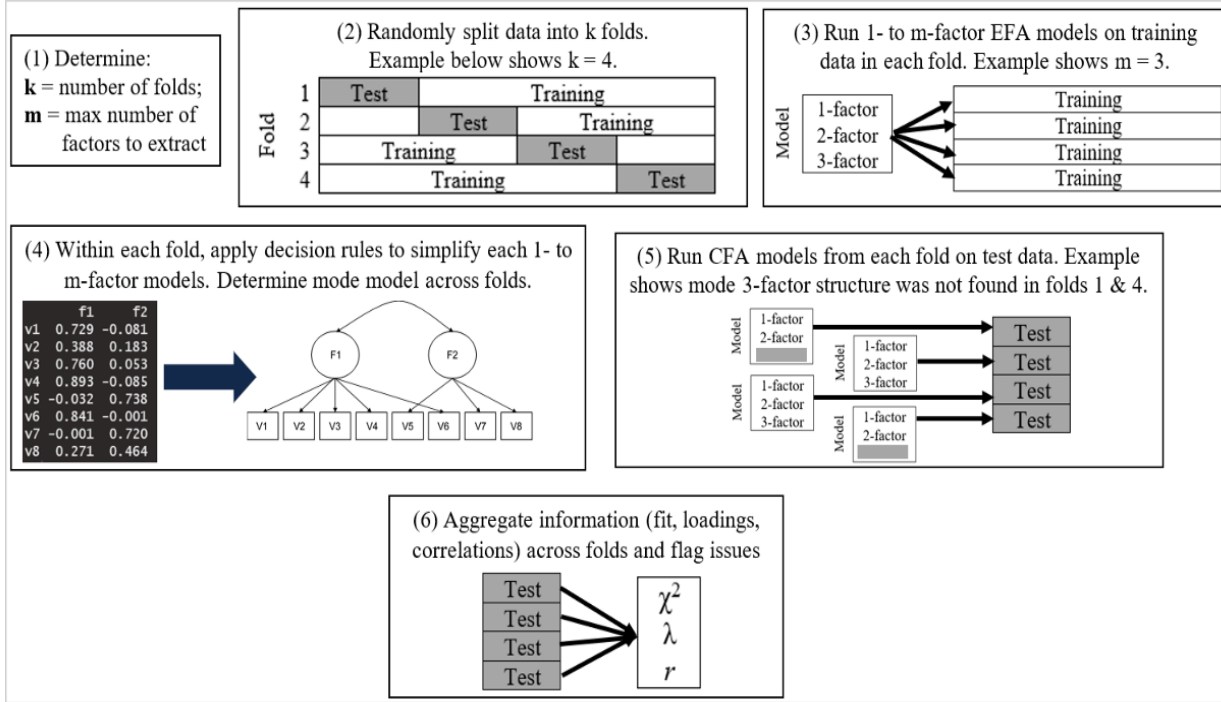 (1) Determine:
k = number of folds;
m = max number of
factors to extract
(2) Randomly split data into k folds.
Example below shows k = 4.
Fold
1 Test Training
2 Test Training
3 Training Test
4 Training Test
(3) Run 1- to m-factor EFA models on training
data in each fold. Example shows m = 3.
Model
1-factor
2-factor
3-factor
Training
Training
Training
Training
(4) Within each fold, apply decision rules to simplify each 1- to
m-factor models. Determine mode model across folds.
f1 f2
v1 0.729 -0.081
v2 0.388 0.183
v3 0.760 0.053
v4 0.893 -0.085
v5 -0.032 0.738
v6 0.841 -0.001
v7 -0.001 0.720
v8 0.271 0.464
F1 F2
V1 V2 V3 V4 V5 V6 V7 V8
(5) Run CFA models from each fold on test data. Example
shows mode 3-factor structure was not found in folds 1 & 4.
Model
1-factor
2-factor
Model
1-factor
2-factor
3-factor
Model
1-factor
2-factor
3-factor
Model
1-factor
2-factor
Test
Test
Test
Test
(6) Aggregate information (fit, loadings,
correlations) across folds and flag issues
Test
Test
Test
Test
χ²
λ
r